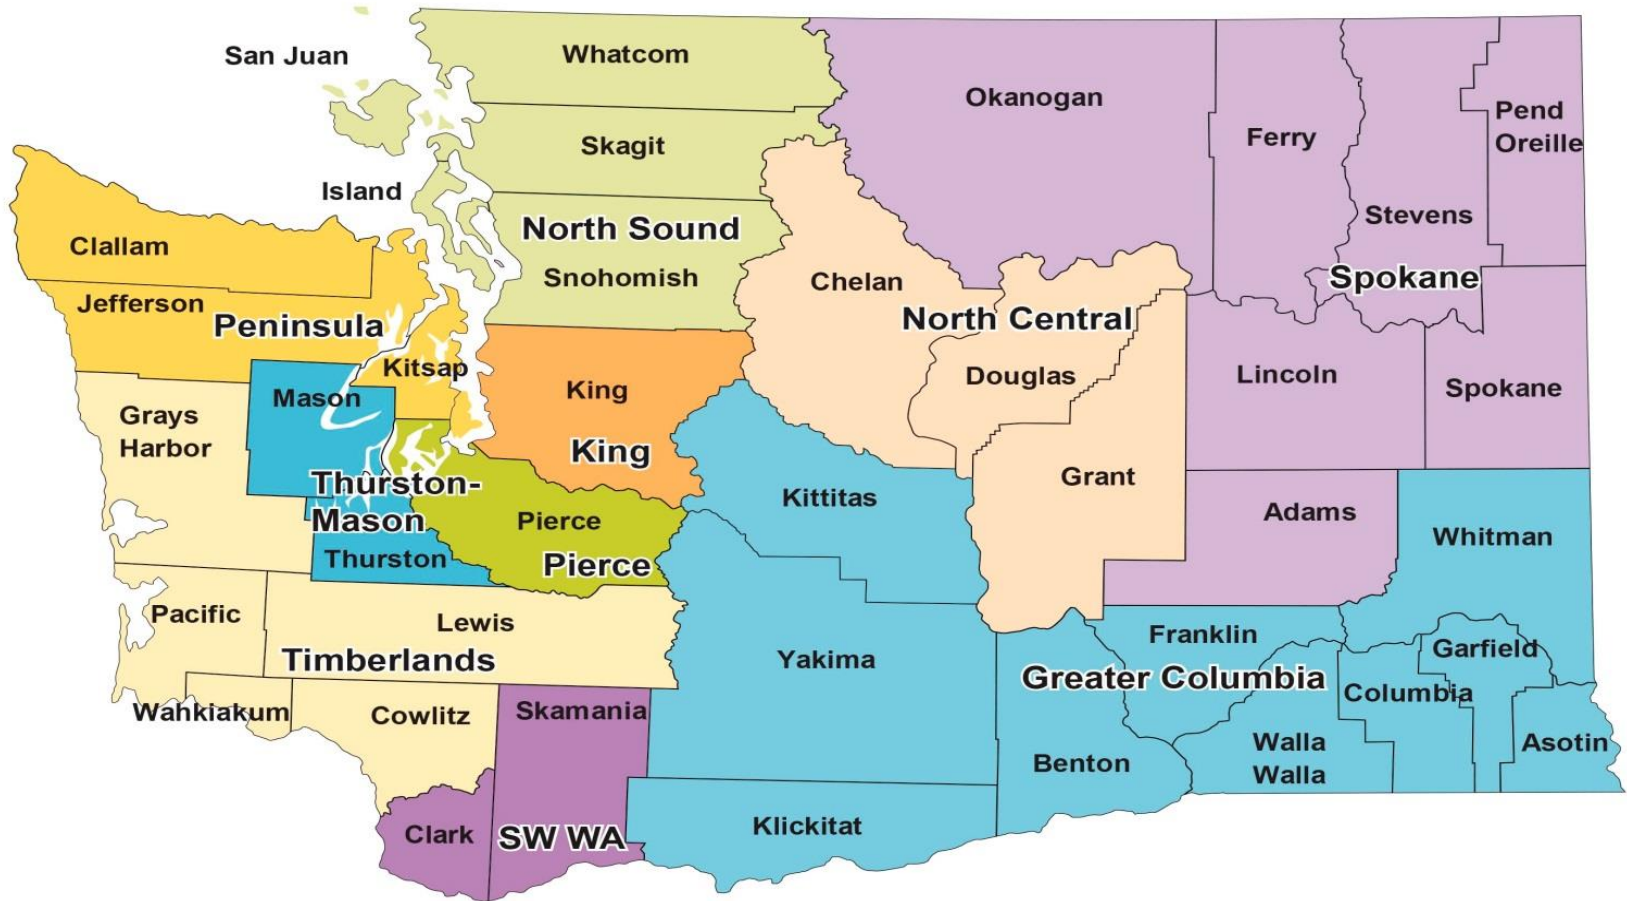 San Juan
Whatcom
Okanogan
Pend
Oreille
Ferry
Skagit
Island
Stevens
North Sound
Clallam
Snohomish
Chelan
Spokane
Jefferson
Peninsula
North Central
Kitsap
King
Douglas
Lincoln
Spokane
Mason
Grays
Harbor
King
Grant
Thurston-
Mason
Kittitas
Pierce
Adams
Whitman
Thurston
Pierce
Pacific
Lewis
Franklin
Garfield
Timberlands
Yakima
Greater Columbia
Columbia
Wahkiakum
Cowlitz
Skamania
Walla
Walla
Asotin
Benton
Clark
SW WA
Klickitat